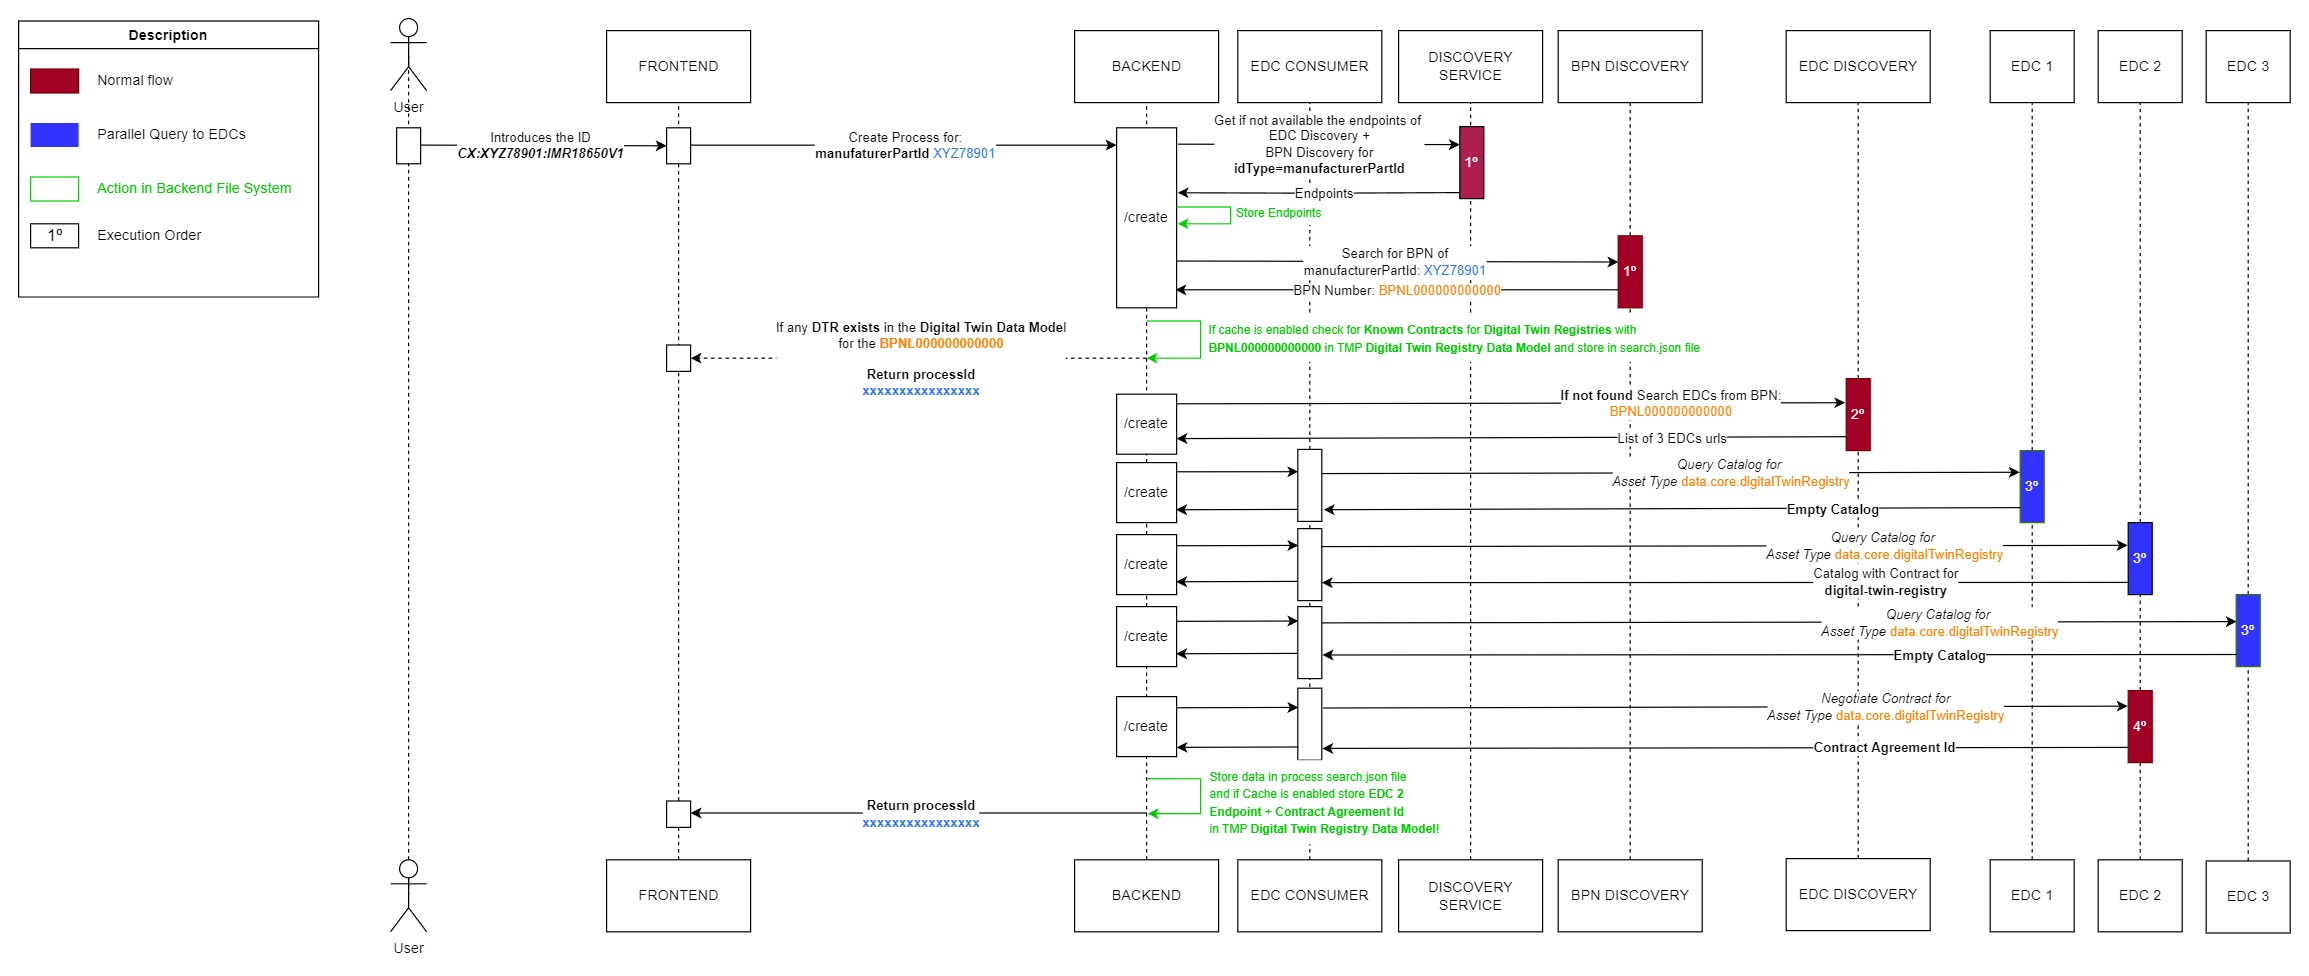 Description
Normal flow
Parallel Query to EDCs
Action in Backend File System
1º
Execution Order
User
FRONTEND
BACKEND
EDC CONSUMER
DISCOVERY
SERVICE
BPN DISCOVERY
EDC DISCOVERY
EDC 1
EDC 2
EDC 3
Introduces the ID
CX:XYZ78901:IMR18650V1
Create Process for:
manufaturerPartId XYZ78901
/create
Get if not available the endpoints of
EDC Discovery +
BPN Discovery for
idType=manufacturerPartId
1º
Endpoints
Store Endpoints
Search for BPN of
manufacturerPartId: XYZ78901
1º
BPN Number: BPNL000000000000
If any DTR exists in the Digital Twin Data Model
for the BPNL000000000000
Return processId
xxxxxxxxxxxxxxxx
If cache is enabled check for Known Contracts for Digital Twin Registries with
BPNL000000000000 in TMP Digital Twin Registry Data Model and store in search.json file
/create
If not found Search EDCs from BPN:
BPNL000000000000
2º
List of 3 EDCs urls
/create
Query Catalog for
Asset Type data.core.digitalTwinRegistry
3º
Empty Catalog
/create
Query Catalog for
Asset Type data.core.digitalTwinRegistry
3º
Catalog with Contract for
digital-twin-registry
/create
Query Catalog for
Asset Type data.core.digitalTwinRegistry
3º
Empty Catalog
/create
Negotiate Contract for
Asset Type data.core.digitalTwinRegistry
4º
Contract Agreement Id
Store data in process search.json file
and if Cache is enabled store EDC 2
Endpoint + Contract Agreement Id
in TMP Digital Twin Registry Data Model!
Return processId
xxxxxxxxxxxxxxxx
User
FRONTEND
BACKEND
EDC CONSUMER
DISCOVERY
SERVICE
BPN DISCOVERY
EDC DISCOVERY
EDC 1
EDC 2
EDC 3